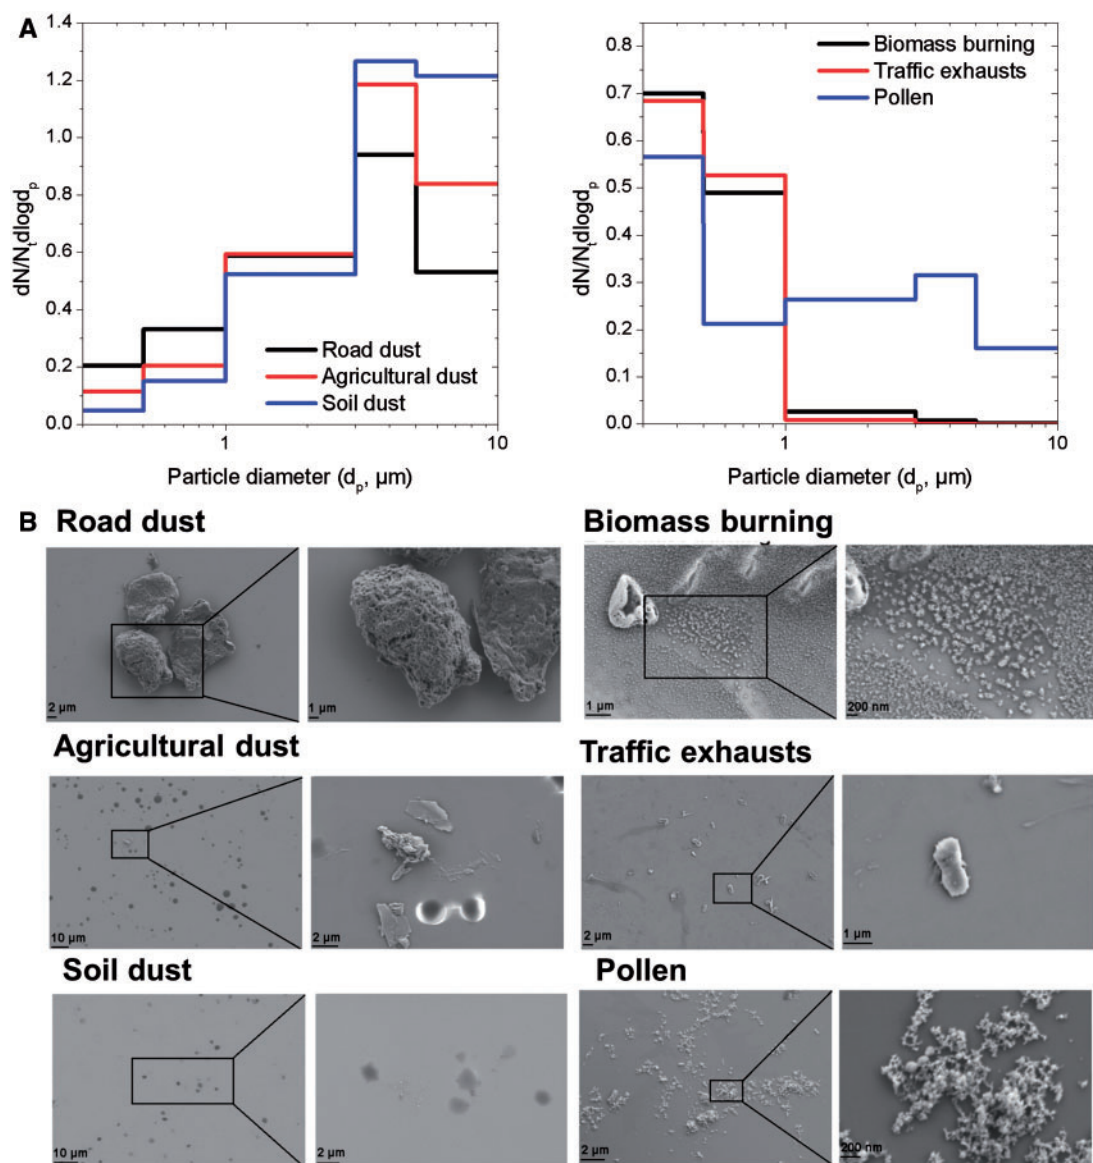 A
1.4
1.2
1.0
0.8
0.6
0.4
0.2
0.0
1
10
dN/Ntdlogdp
Particle diameter (dp, µm)
Road dust
Agricultural dust
Soil dust
0.8
0.7
0.6
0.5
0.4
0.3
0.2
0.1
0.0
1
10
dN/NtdlogdP
Particle diameter (dp, µm)
Biomass burning
Traffic exhausts
Pollen
B Road dust
2 µm
1 µm
Biomass burning
1 µm
200 nm
Agricultural dust
10 µm
2 µm
Traffic exhausts
2 µm
1 µm
Soil dust
10 µm
2 µm
Pollen
2 µm
200 nm